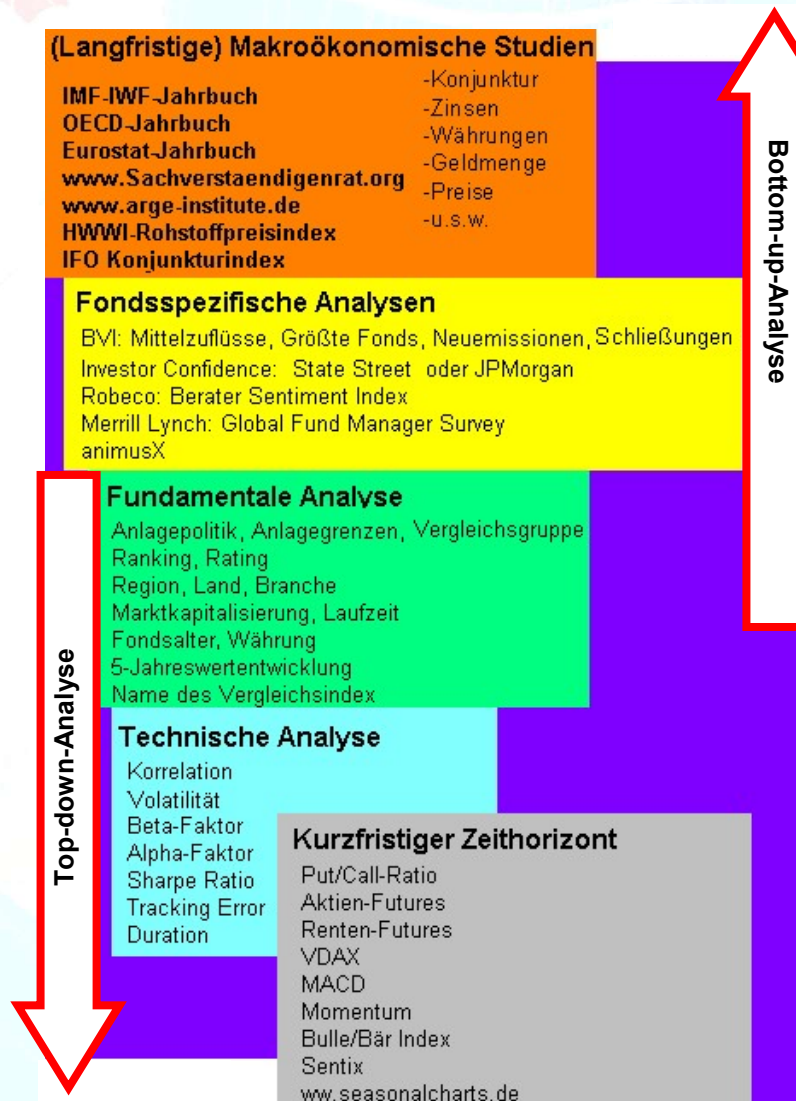 (Langfristige) Makroökonomische Studien
IMF-IWF-Jahrbuch
OECD-Jahrbuch
Eurostat-Jahrbuch
www.Sachverstaendigenrat.org
www.arge-institute.de
HWWI-Rohstoffpreisindex
IFO Konjunkturindex
-Konjunktur
-Zinsen
-Währungen
-Geldmenge
-Preise
-u.s.w.
Fondsspezifische Analysen
BVI: Mittelzuflüsse, Größte Fonds, Neuemissionen, Schließungen
Investor Confidence: State Street oder JPMorgan
Robeco: Berater Sentiment Index
Merrill Lynch: Global Fund Manager Survey
animusX
Fundamentale Analyse
Anlagepolitik, Anlagegrenzen, Vergleichsgruppe
Ranking, Rating
Region, Land, Branche
Marktkapitalisierung, Laufzeit
Fondsalter, Währung
5-Jahreswertentwicklung
Name des Vergleichsindex
Technische Analyse
Korrelation
Volatilität
Beta-Faktor
Alpha-Faktor
Sharpe Ratio
Tracking Error
Duration
Kurzfristiger Zeithorizont
Put/Call-Ratio
Aktien-Futures
Renten-Futures
VDAX
MACD
Momentum
Bulle/Bär Index
Sentix
ww.seasonalcharts.de
Top-down-Analyse
Bottom-up-Analyse